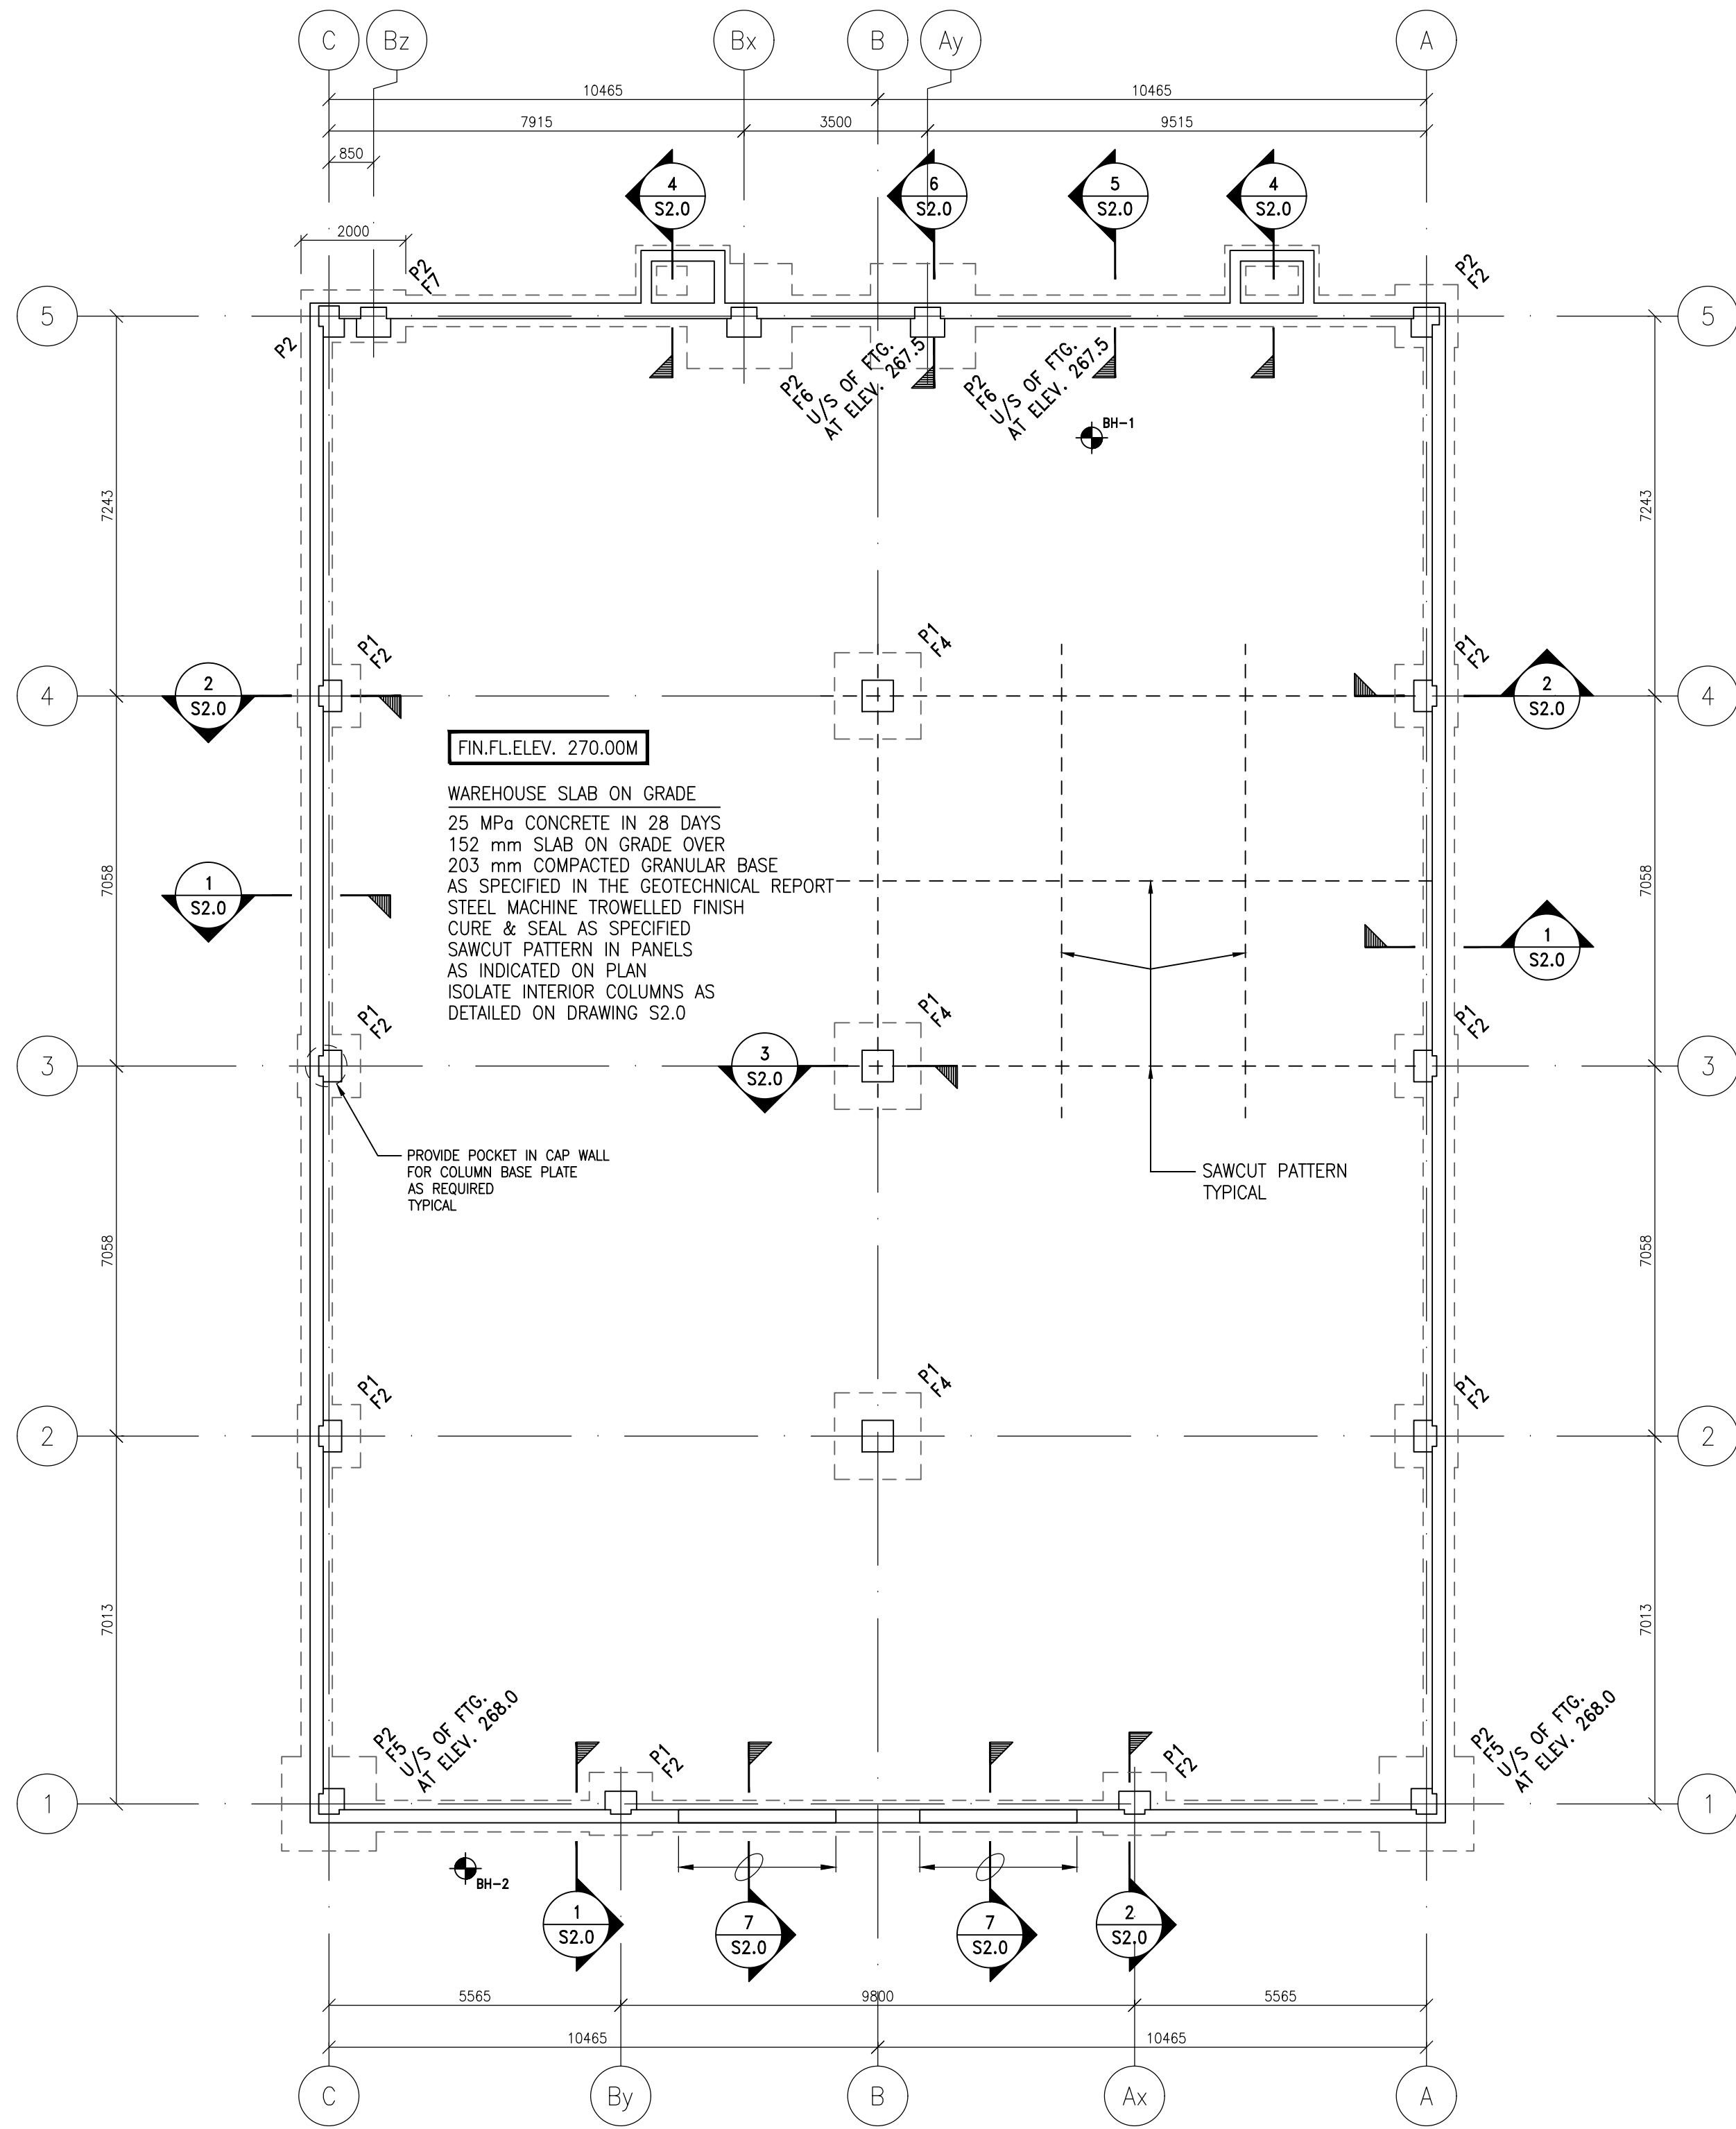 C Bz Bx B Ay A
10465 10465
7915 3500 9515
850
4 6 5 4
S2.0 S2.0 S2.0 S2.0
2000
P2
F7
P2
F2
5 5
P2
P2
F6
U/S OF FTG.
AT ELEV. 267.5
P2
F6
U/S OF FTG.
AT ELEV. 267.5
BH-1
7243 7243
P1
F2
P1
F4
P1
F2
4 2 2 4
S2.0 S2.0
FIN.FL.ELEV. 270.00M
WAREHOUSE SLAB ON GRADE
25 MPa CONCRETE IN 28 DAYS
152 mm SLAB ON GRADE OVER
203 mm COMPACTED GRANULAR BASE
AS SPECIFIED IN THE GEOTECHNICAL REPORT
STEEL MACHINE TROWELLED FINISH
CURE & SEAL AS SPECIFIED
SAWCUT PATTERN IN PANELS
AS INDICATED ON PLAN
ISOLATE INTERIOR COLUMNS AS
DETAILED ON DRAWING S2.0
7058 7058
1
S2.0
1
S2.0
P1
F2
P1
F4
P1
F2
3 3 3
S2.0
PROVIDE POCKET IN CAP WALL
FOR COLUMN BASE PLATE
AS REQUIRED
TYPICAL
SAWCUT PATTERN
TYPICAL
7058 7058
P1
F2
P1
F4
P1
F2
2 2
7013 7013
P2
F5
U/S OF FTG.
AT ELEV. 268.0
P1
F2
P1
F2
P2
F5
U/S OF FTG.
AT ELEV. 268.0
1 1
BH-2
1 7 7 2
S2.0 S2.0 S2.0 S2.0
5565 9800 5565
10465 10465
C By B Ax A